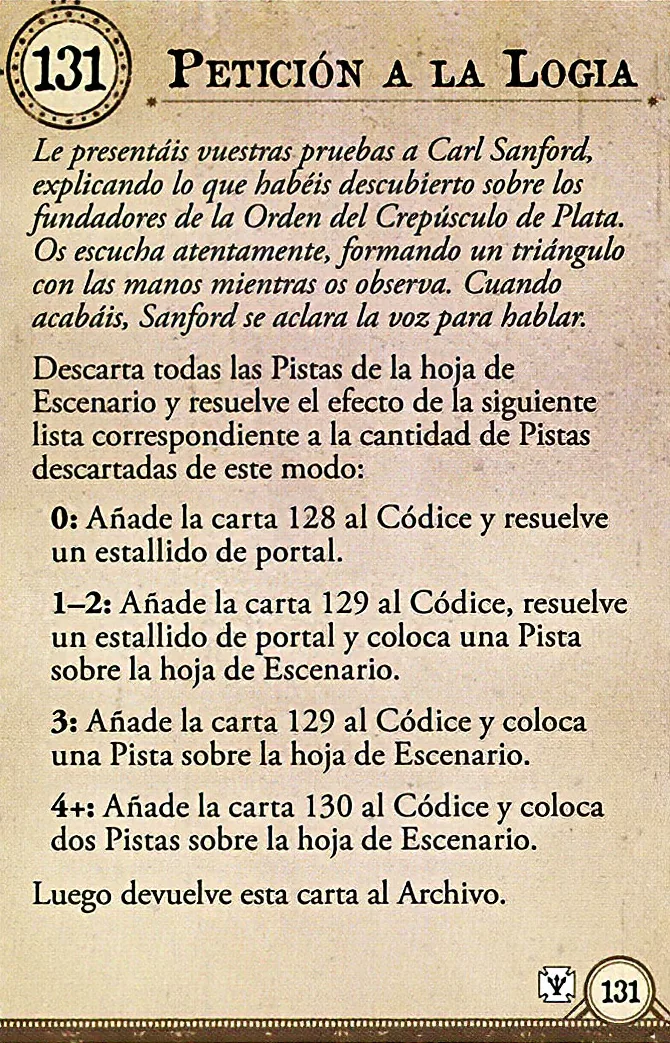 131
PETICIÓN A LA LOGIA
Le presentáis vuestras pruebas a Carl Sanford,
explicando lo que habéis descubierto sobre los
fundadores de la Orden del Crepúsculo de Plata.
Os escucha atentamente, formando un triángulo
con las manos mientras os observa. Cuando
acabáis, Sanford se aclara la voz para hablar.
Descarta todas las Pistas de la hoja de
Escenario y resuelve el efecto de la siguiente
lista correspondiente a la cantidad de Pistas
descartadas de este modo:
0: Añade la carta 128 al Códice y resuelve
un estallido de portal.
1–2: Añade la carta 129 al Códice, resuelve
un estallido de portal y coloca una Pista
sobre la hoja de Escenario.
3: Añade la carta 129 al Códice y coloca
una Pista sobre la hoja de Escenario.
4+: Añade la carta 130 al Códice y coloca
dos Pistas sobre la hoja de Escenario.
Luego devuelve esta carta al Archivo.
131